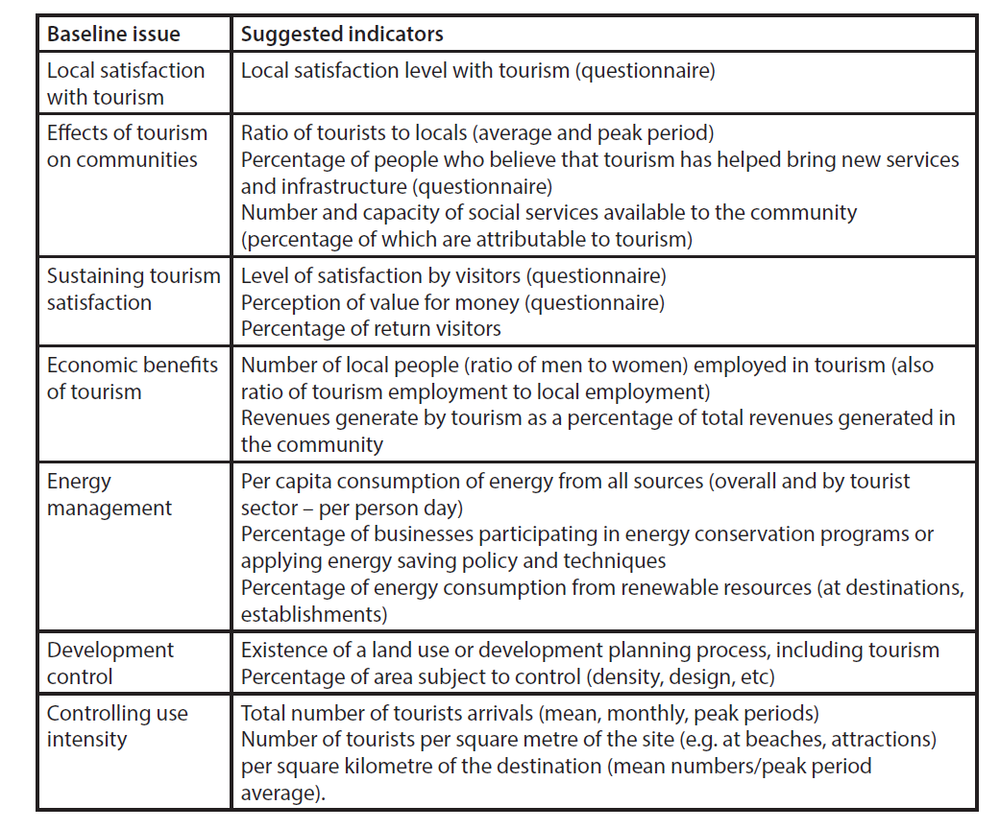 Baseline issue
Suggested indicators
Local satisfaction
with tourism
Local satisfaction level with tourism (questionnaire)
Effects of tourism
on communities
Ratio of tourists to locals (average and peak period)
Percentage of people who believe that tourism has helped bring new services
and infrastructure (questionnaire)
Number and capacity of social services available to the community
(percentage of which are attributable to tourism)
Sustaining tourism
satisfaction
Level of satisfaction by visitors (questionnaire)
Perception of value for money (questionnaire)
Percentage of return visitors
Economic benefits
of tourism
Number of local people (ratio of men to women) employed in tourism (also
ratio of tourism employment to local employment)
Revenues generate by tourism as a percentage of total revenues generated in
the community
Energy
management
Per capita consumption of energy from all sources (overall and by tourist
sector – per person day)
Percentage of businesses participating in energy conservation programs or
applying energy saving policy and techniques
Percentage of energy consumption from renewable resources (at destinations,
establishments)
Development
control
Existence of a land use or development planning process, including tourism
Percentage of area subject to control (density, design, etc)
Controlling use
intensity
Total number of tourists arrivals (mean, monthly, peak periods)
Number of tourists per square metre of the site (e.g. at beaches, attractions)
per square kilometre of the destination (mean numbers/peak period
average).